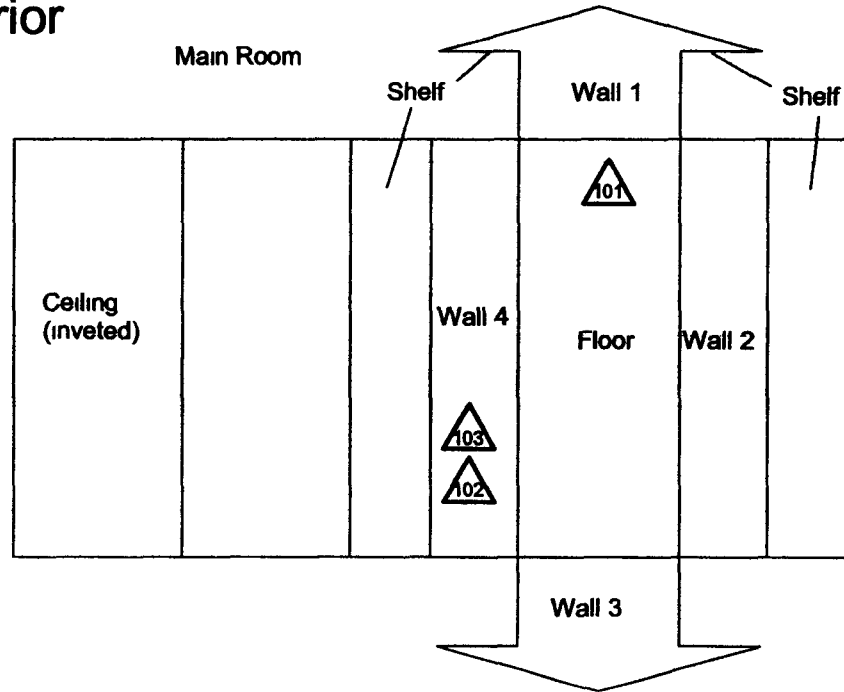 rior
Main Room
Shelf
Wall 1
Shelf
101
Ceiling
(inveted)
Wall 4
Floor
Wall 2
103
102
Wall 3